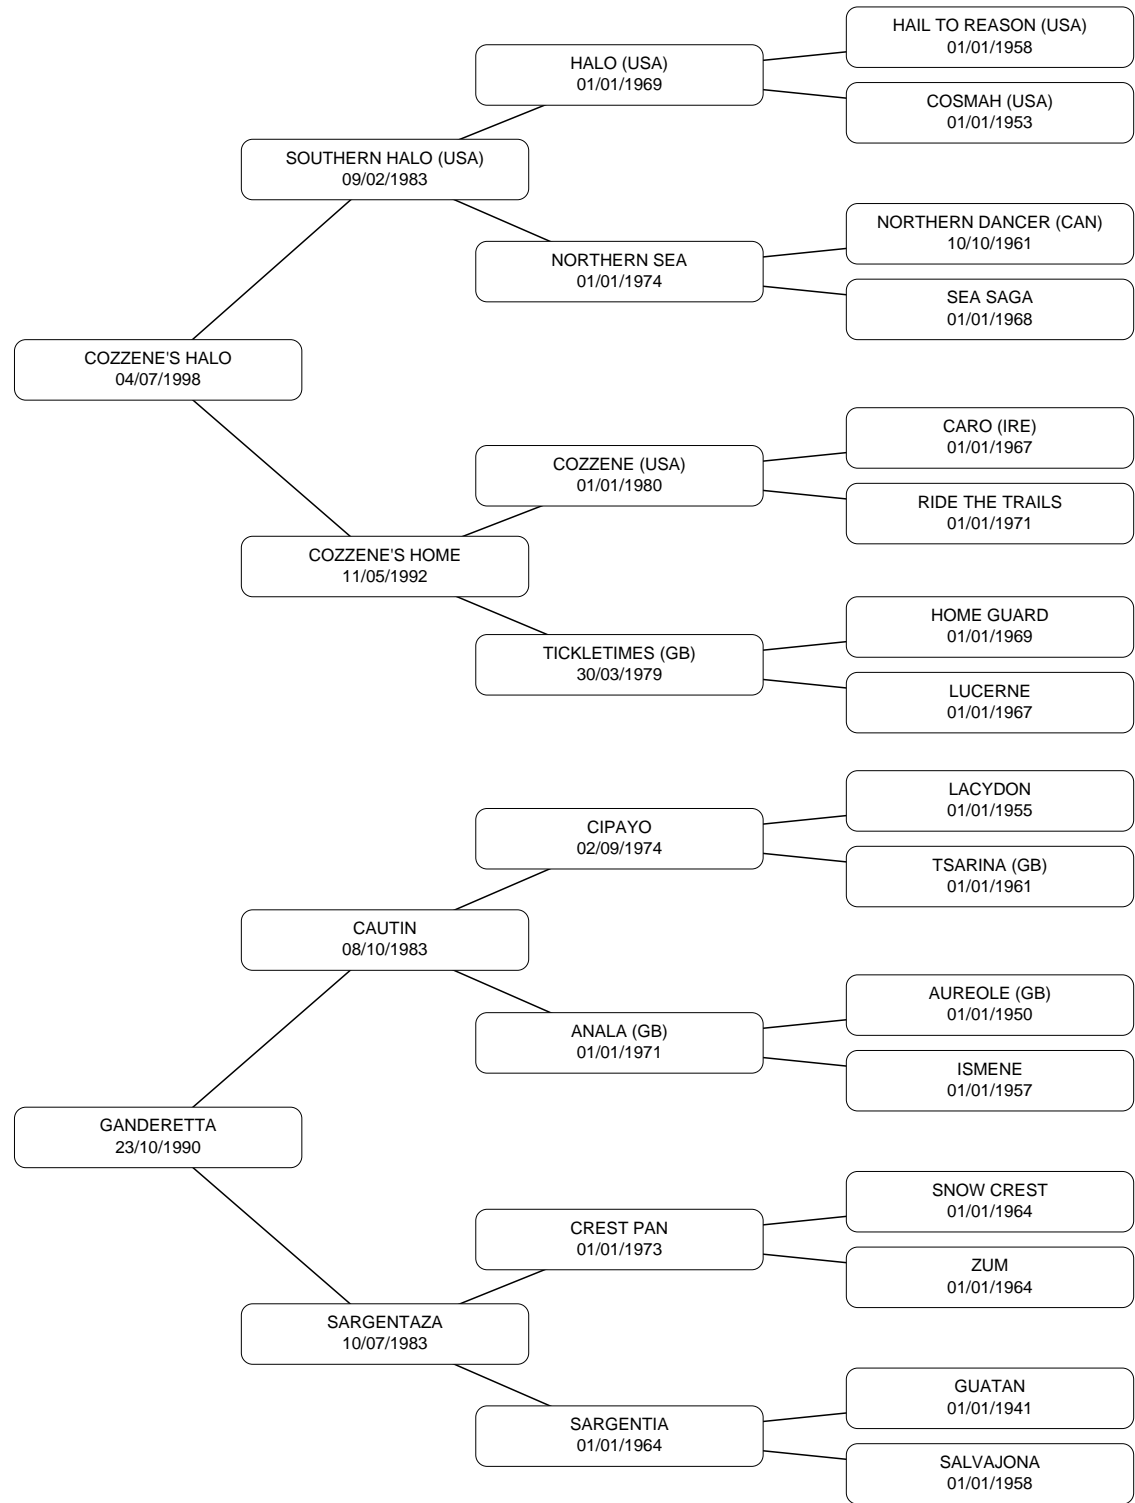 HAIL TO REASON (USA)
01/01/1958
HALO (USA)
01/01/1969
COSMAH (USA)
01/01/1953
SOUTHERN HALO (USA)
09/02/1983
NORTHERN DANCER (CAN)
10/10/1961
NORTHERN SEA
01/01/1974
SEA SAGA
01/01/1968
COZZENE'S HALO
04/07/1998
CARO (IRE)
01/01/1967
COZZENE (USA)
01/01/1980
RIDE THE TRAILS
01/01/1971
COZZENE'S HOME
11/05/1992
HOME GUARD
01/01/1969
TICKLETIMES (GB)
30/03/1979
LUCERNE
01/01/1967
LACYDON
01/01/1955
CIPAYO
02/09/1974
TSARINA (GB)
01/01/1961
CAUTIN
08/10/1983
AUREOLE (GB)
01/01/1950
ANALA (GB)
01/01/1971
ISMENE
01/01/1957
GANDERETTA
23/10/1990
SNOW CREST
01/01/1964
CREST PAN
01/01/1973
ZUM
01/01/1964
SARGENTAZA
10/07/1983
GUATAN
01/01/1941
SARGENTIA
01/01/1964
SALVAJONA
01/01/1958